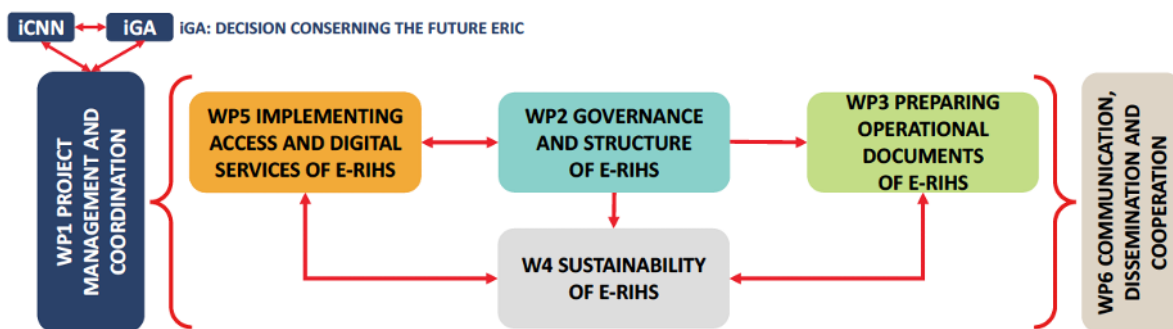 iCNN
iGA
iGA: DECISION CONSERNING THE FUTURE ERIC
WP1 PROJECT
MANAGEMENT AND
COORDINATION
WP5 IMPLEMENTING
ACCESS AND DIGITAL
SERVICES OF E-RIHS
WP2 GOVERNANCE
AND STRUCTURE
OF E-RIHS
WP3 PREPARING
OPERATIONAL
DOCUMENTS
OF E-RIHS
W4 SUSTAINABILITY
OF E-RIHS
WP6 COMMUNICATION,
DISSEMINATION AND
COOPERATION